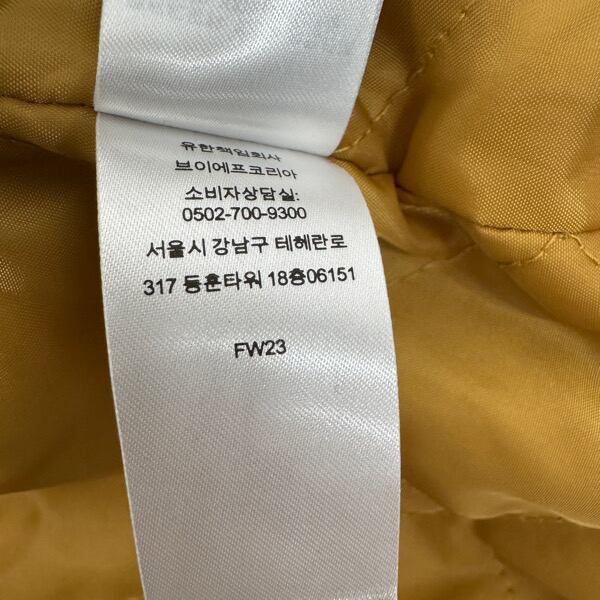 유한책임회사
브이에프코리아
소비자상담실:
0502-700-9300
서울시 강남구 테헤란로
317 동훈타워 18층06151
FW23